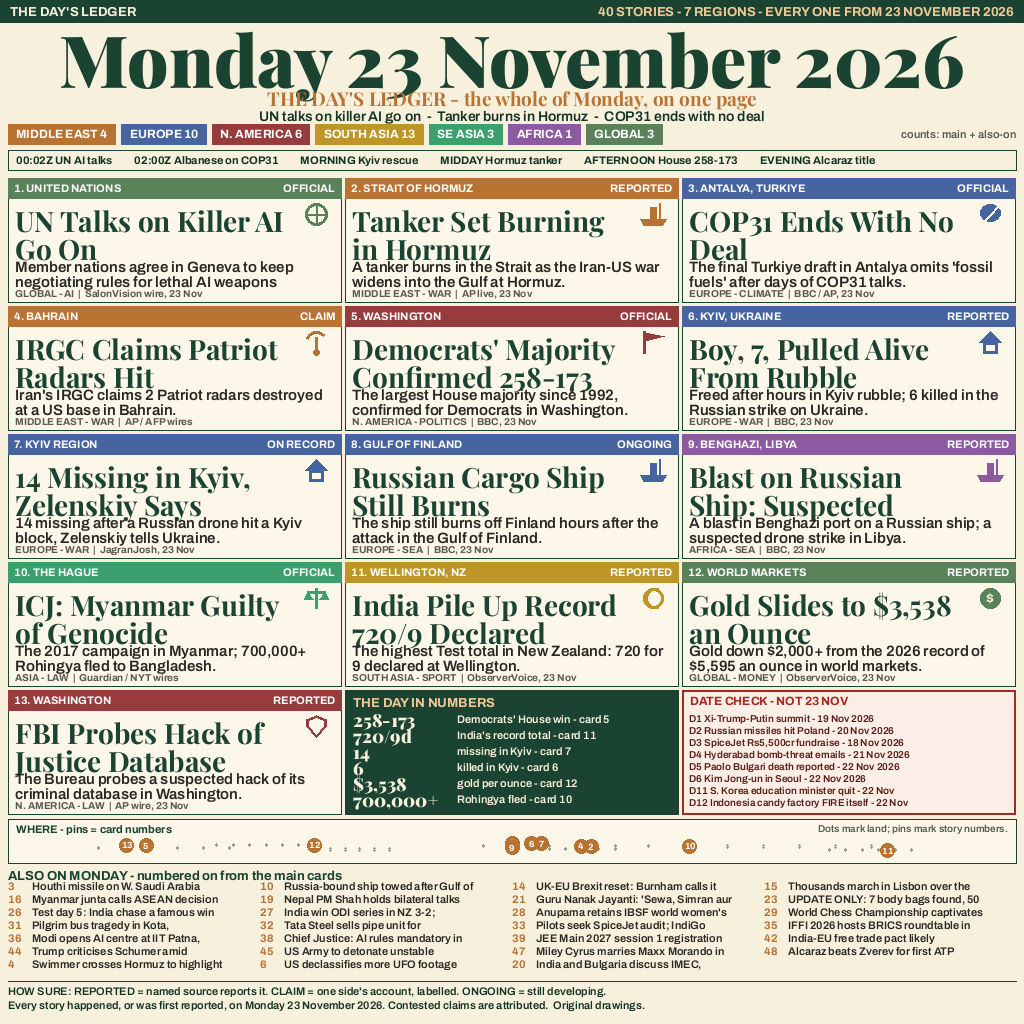 THE DAY'S LEDGER
40 STORIES - 7 REGIONS - EVERY ONE FROM 23 NOVEMBER 2026
Monday 23 November 2026
THE DAY'S LEDGER - the whole of Monday, on one page
UN talks on killer AI go on - Tanker burns in Hormuz - COP31 ends with no deal
MIDDLE EAST 4
EUROPE 10
N. AMERICA 6
SOUTH ASIA 13
SE ASIA 3
AFRICA 1
GLOBAL 3
counts: main + also-on
00:02Z UN AI talks
02:00Z Albanese on COP31
MORNING Kyiv rescue
MIDDAY Hormuz tanker
AFTERNOON House 258-173
EVENING Alcaraz title
1. UNITED NATIONS
OFFICIAL
UN Talks on Killer AI
Go On
Member nations agree in Geneva to keep
negotiating rules for lethal AI weapons
GLOBAL - AI | SalonVision wire, 23 Nov
2. STRAIT OF HORMUZ
REPORTED
Tanker Set Burning
in Hormuz
A tanker burns in the Strait as the Iran-US war
widens into the Gulf at Hormuz.
MIDDLE EAST - WAR | AP live, 23 Nov
3. ANTALYA, TURKIYE
OFFICIAL
COP31 Ends With No
Deal
The final Turkiye draft in Antalya omits 'fossil
fuels' after days of COP31 talks.
EUROPE - CLIMATE | BBC / AP, 23 Nov
4. BAHRAIN
CLAIM
IRGC Claims Patriot
Radars Hit
Iran's IRGC claims 2 Patriot radars destroyed
at a US base in Bahrain.
MIDDLE EAST - WAR | AP / AFP wires
5. WASHINGTON
OFFICIAL
Democrats' Majority
Confirmed 258-173
The largest House majority since 1992,
confirmed for Democrats in Washington.
N. AMERICA - POLITICS | BBC, 23 Nov
6. KYIV, UKRAINE
REPORTED
Boy, 7, Pulled Alive
From Rubble
Freed after hours in Kyiv rubble; 6 killed in the
Russian strike on Ukraine.
EUROPE - WAR | BBC, 23 Nov
7. KYIV REGION
ON RECORD
14 Missing in Kyiv,
Zelenskiy Says
14 missing after a Russian drone hit a Kyiv
block, Zelenskiy tells Ukraine.
EUROPE - WAR | JagranJosh, 23 Nov
8. GULF OF FINLAND
ONGOING
Russian Cargo Ship
Still Burns
The ship still burns off Finland hours after the
attack in the Gulf of Finland.
EUROPE - SEA | BBC, 23 Nov
9. BENGHAZI, LIBYA
REPORTED
Blast on Russian
Ship: Suspected
A blast in Benghazi port on a Russian ship; a
suspected drone strike in Libya.
AFRICA - SEA | BBC, 23 Nov
10. THE HAGUE
OFFICIAL
ICJ: Myanmar Guilty
of Genocide
The 2017 campaign in Myanmar; 700,000+
Rohingya fled to Bangladesh.
ASIA - LAW | Guardian / NYT wires
11. WELLINGTON, NZ
REPORTED
India Pile Up Record
720/9 Declared
The highest Test total in New Zealand: 720 for
9 declared at Wellington.
SOUTH ASIA - SPORT | ObserverVoice, 23 Nov
12. WORLD MARKETS
REPORTED
$
Gold Slides to $3,538
an Ounce
Gold down $2,000+ from the 2026 record of
$5,595 an ounce in world markets.
GLOBAL - MONEY | ObserverVoice, 23 Nov
13. WASHINGTON
REPORTED
FBI Probes Hack of
Justice Database
The Bureau probes a suspected hack of its
criminal database in Washington.
N. AMERICA - LAW | AP wire, 23 Nov
THE DAY IN NUMBERS
258-173 Democrats' House win - card 5
720/9d India's record total - card 11
14 missing in Kyiv - card 7
6 killed in Kyiv - card 6
$3,538 gold per ounce - card 12
700,000+ Rohingya fled - card 10
DATE CHECK - NOT 23 NOV
D1 Xi-Trump-Putin summit - 19 Nov 2026
D2 Russian missiles hit Poland - 20 Nov 2026
D3 SpiceJet Rs5,500cr fundraise - 18 Nov 2026
D4 Hyderabad bomb-threat emails - 21 Nov 2026
D5 Paolo Bulgari death reported - 22 Nov 2026
D6 Kim Jong-un in Seoul - 22 Nov 2026
D11 S. Korea education minister quit - 22 Nov
D12 Indonesia candy factory FIRE itself - 22 Nov
WHERE - pins = card numbers
Dots mark land; pins mark story numbers.
13 5 12 9 6 7 4 2 10 11
ALSO ON MONDAY - numbered on from the main cards
3 Houthi missile on W. Saudi Arabia
10 Russia-bound ship towed after Gulf of
14 UK-EU Brexit reset: Burnham calls it
15 Thousands march in Lisbon over the
16 Myanmar junta calls ASEAN decision
19 Nepal PM Shah holds bilateral talks
21 Guru Nanak Jayanti: 'Sewa, Simran aur
23 UPDATE ONLY: 7 body bags found, 50
26 Test day 5: India chase a famous win
27 India win ODI series in NZ 3-2;
28 Anupama retains IBSF world women's
29 World Chess Championship captivates
31 Pilgrim bus tragedy in Kota,
32 Tata Steel sells pipe unit for
33 Pilots seek SpiceJet audit; IndiGo
35 IFFI 2026 hosts BRICS roundtable in
36 Modi opens AI centre at IIT Patna,
38 Chief Justice: AI rules mandatory in
39 JEE Main 2027 session 1 registration
42 India-EU free trade pact likely
44 Trump criticises Schumer amid
45 US Army to detonate unstable
47 Miley Cyrus marries Maxx Morando in
48 Alcaraz beats Zverev for first ATP
4 Swimmer crosses Hormuz to highlight
6 US declassifies more UFO footage
20 India and Bulgaria discuss IMEC,
HOW SURE: REPORTED = named source reports it. CLAIM = one side's account, labelled. ONGOING = still developing.
Every story happened, or was first reported, on Monday 23 November 2026. Contested claims are attributed. Original drawings.